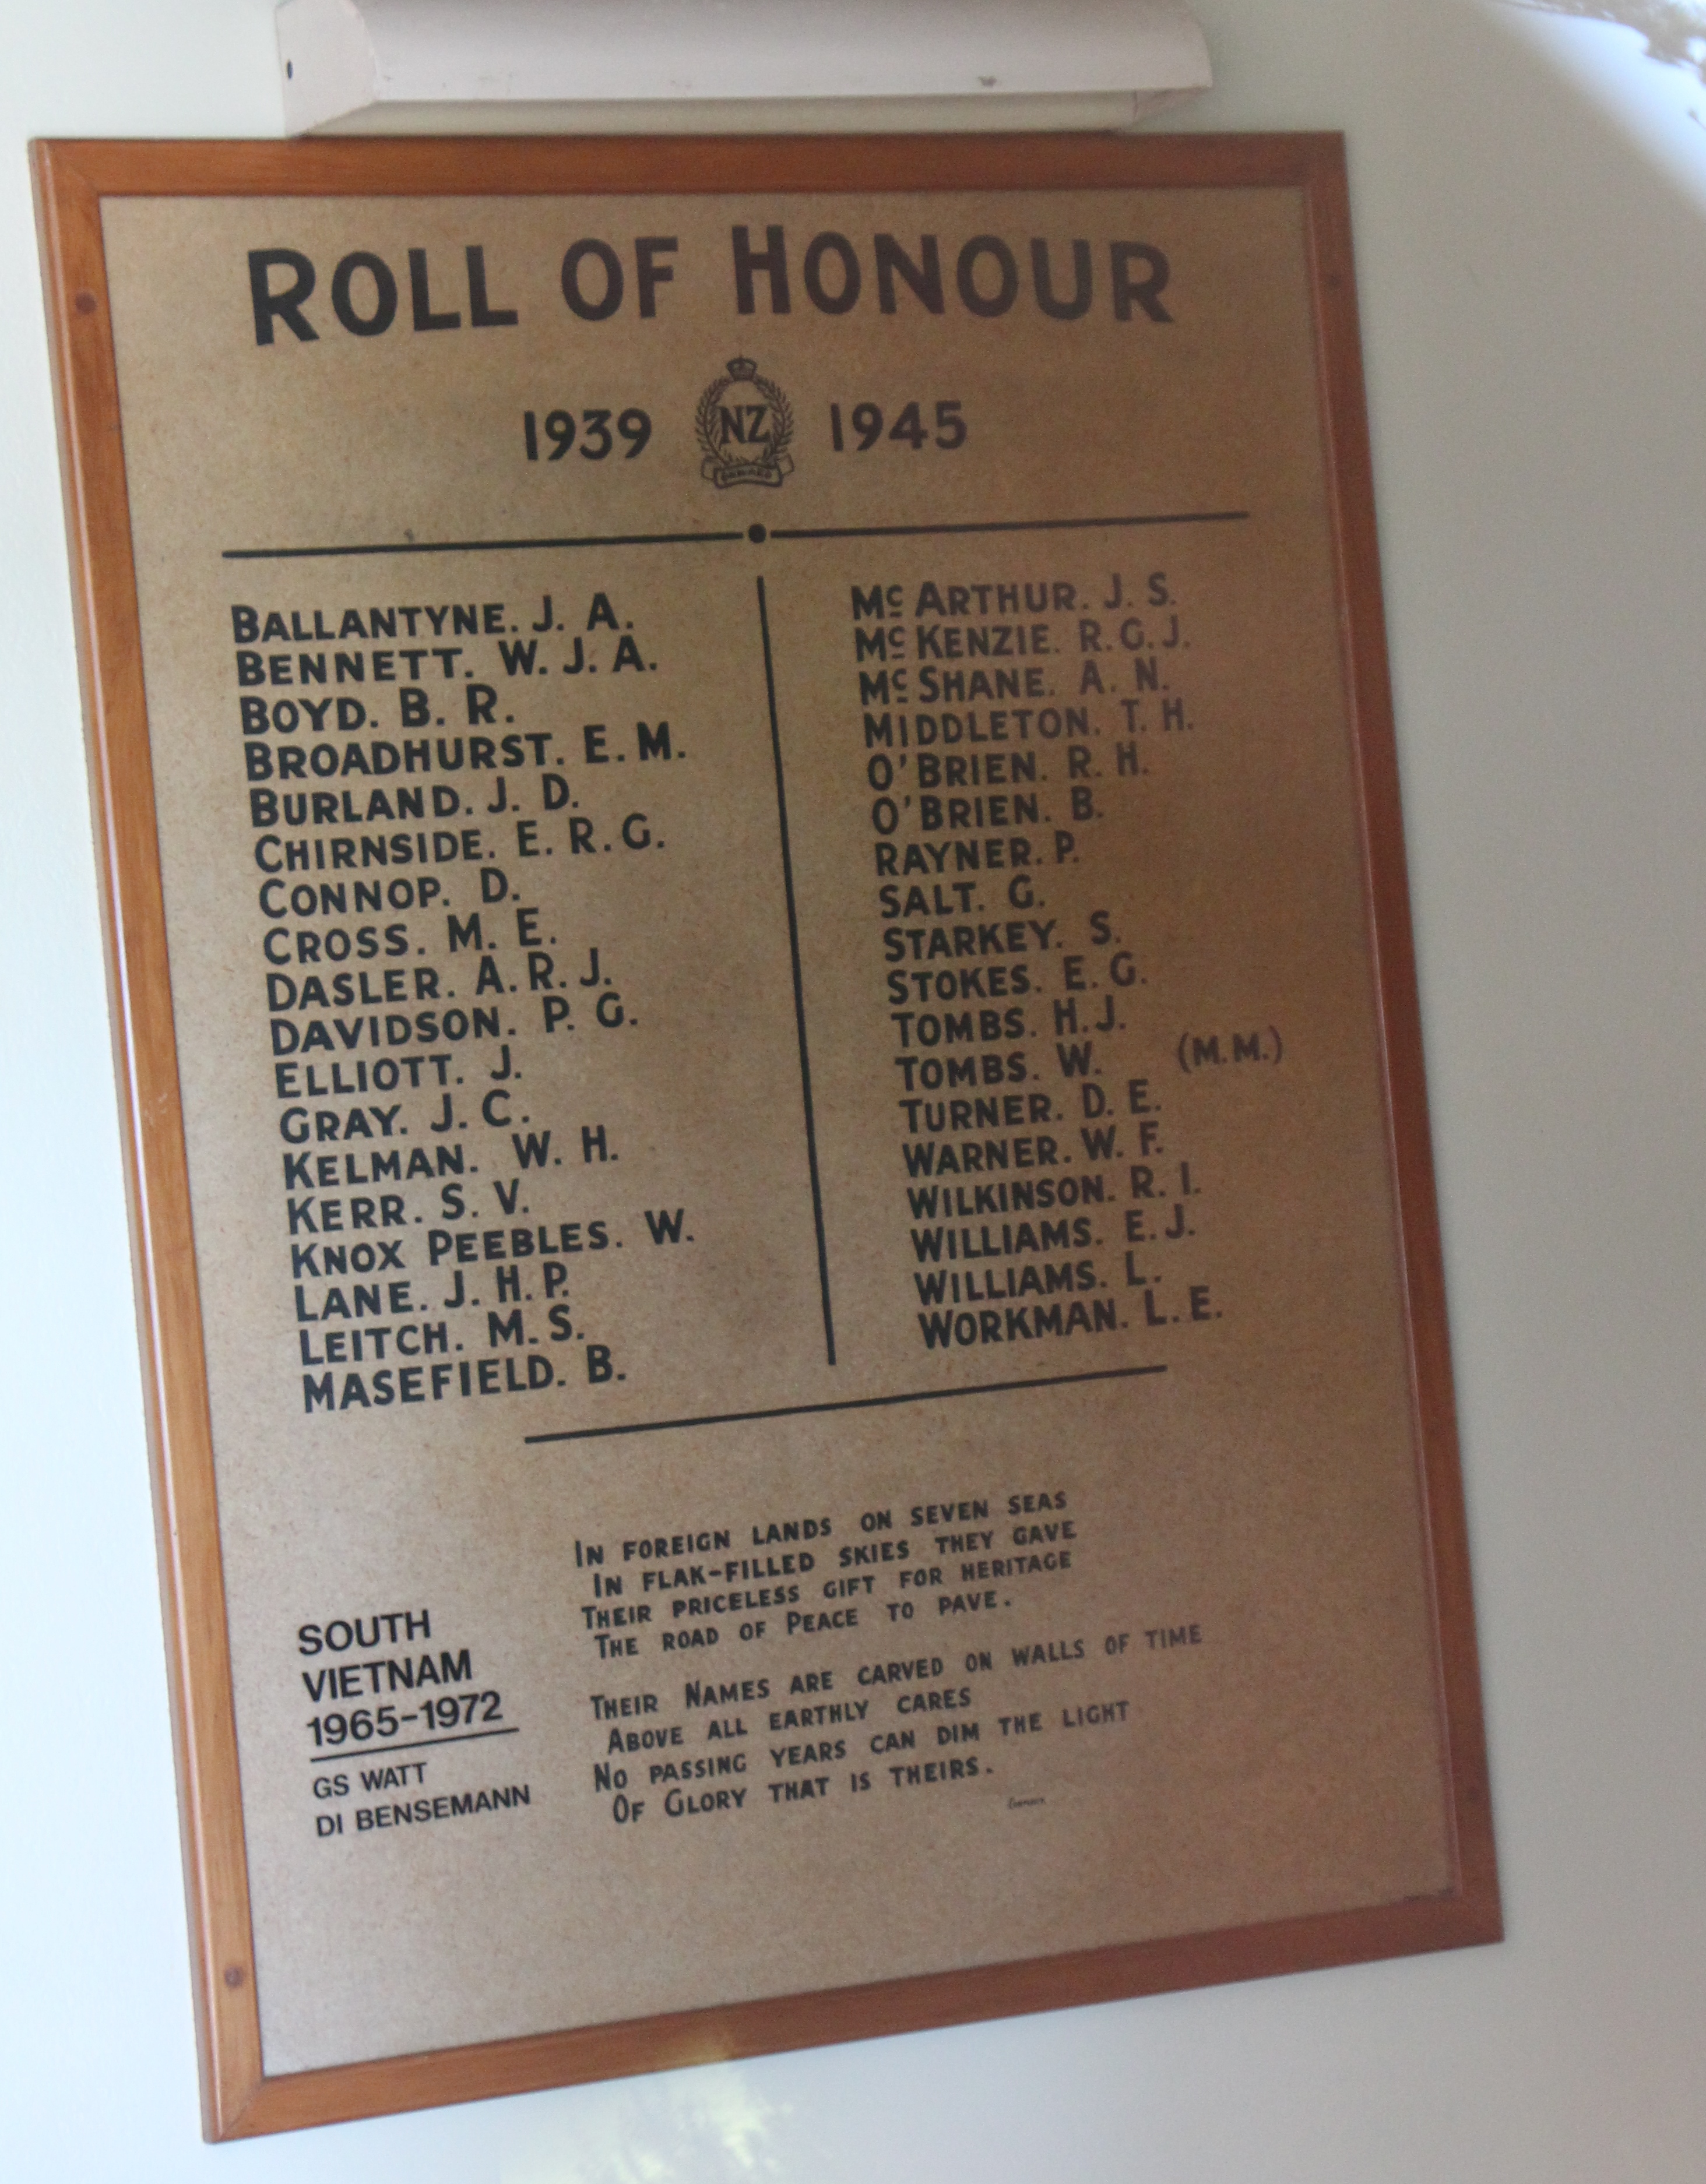 ROLL OF HONOUR
1939 NZ 1945
ONWARD
BALLANTYNE. J. A.
BENNETT. W. J. A.
BOYD. B. R.
BROADHURST. E. M.
BURLAND. J. D.
CHIRNSIDE. E. R. G.
CONNOP. D.
CROSS. M. E.
DASLER. A. R. J.
DAVIDSON. P. G.
ELLIOTT. J.
GRAY. J. C.
KELMAN. W. H.
KERR. S. V.
KNOX PEEBLES. W.
LANE. J. H. P.
LEITCH. M. S.
MASEFIELD. B.
Mc ARTHUR. J. S.
Mc KENZIE. R. G. J.
Mc SHANE. A. N.
MIDDLETON. T. H.
O'BRIEN. R. H.
O'BRIEN. B.
RAYNER. P.
SALT. G.
STARKEY. S.
STOKES. E. G.
TOMBS. H. J.
TOMBS. W. (M.M.)
TURNER. D. E.
WARNER. W. F.
WILKINSON. R. I.
WILLIAMS. E. J.
WILLIAMS. L.
WORKMAN. L. E.
IN FOREIGN LANDS ON SEVEN SEAS
IN FLAK-FILLED SKIES THEY GAVE
THEIR PRICELESS GIFT FOR HERITAGE
THE ROAD OF PEACE TO PAVE.
THEIR NAMES ARE CARVED ON WALLS OF TIME
ABOVE ALL EARTHLY CARES
NO PASSING YEARS CAN DIM THE LIGHT
OF GLORY THAT IS THEIRS.
SOUTH
VIETNAM
1965-1972
GS WATT
DI BENSEMANN